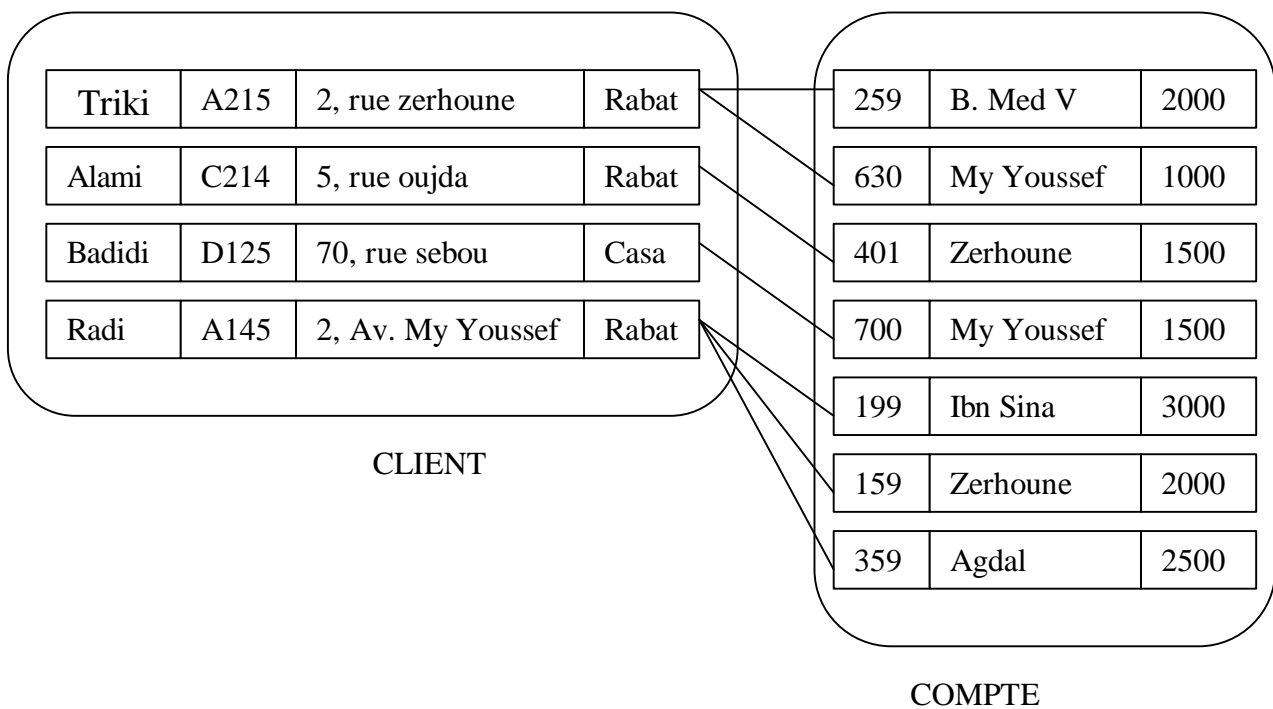 Triki A215 2, rue zerhoune Rabat
Alami C214 5, rue oujda Rabat
Badidi D125 70, rue sebou Casa
Radi A145 2, Av. My Youssef Rabat
CLIENT
259 B. Med V 2000
630 My Youssef 1000
401 Zerhoune 1500
700 My Youssef 1500
199 Ibn Sina 3000
159 Zerhoune 2000
359 Agdal 2500
COMPTE